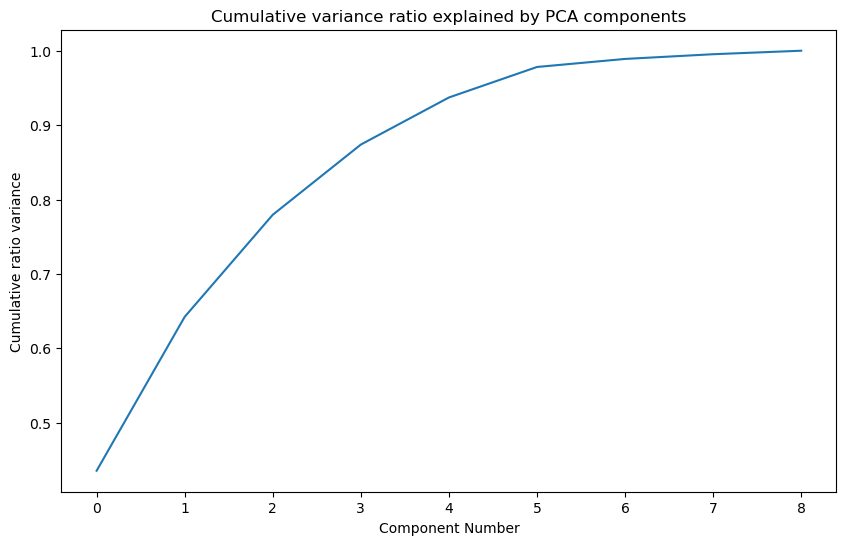 Cumulative variance ratio explained by PCA components
1.0
0.9
0.8
0.7
0.6
0.5
Cumulative ratio variance
0 1 2 3 4 5 6 7 8
Component Number